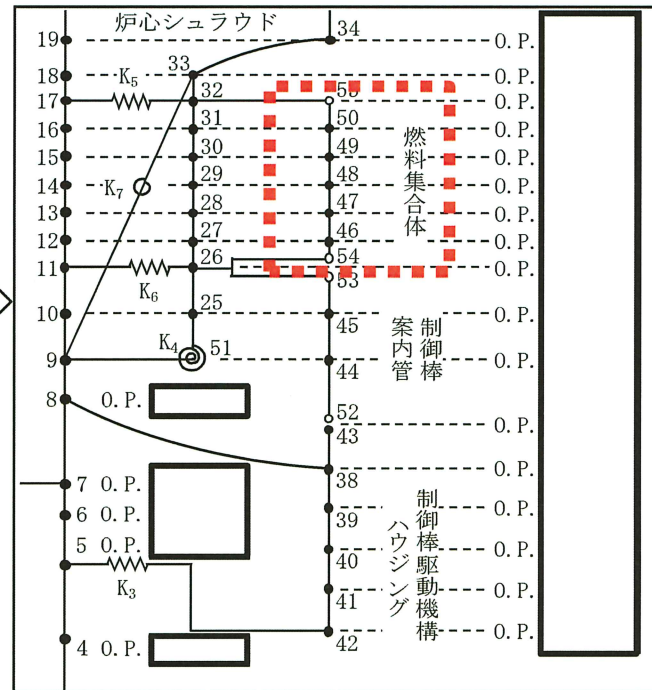 炉心シュラウド
19
34
O.P.
18
K₅
33
O.P.
17
32
O.P.
16
31
50
O.P.
15
30
49
O.P.
14
K₇
29
48
O.P.
13
28
47
O.P.
12
27
46
O.P.
燃料集合体
54
11
K₆
26
53
O.P.
10
25
45
O.P.
制御棒
案内管
9
K₄
51
44
O.P.
8
O.P.
52
43
O.P.
38
O.P.
7
O.P.
6
O.P.
39
O.P.
5
O.P.
40
O.P.
K₃
41
O.P.
制御棒駆動機構
ハウジング
4
O.P.
42
O.P.